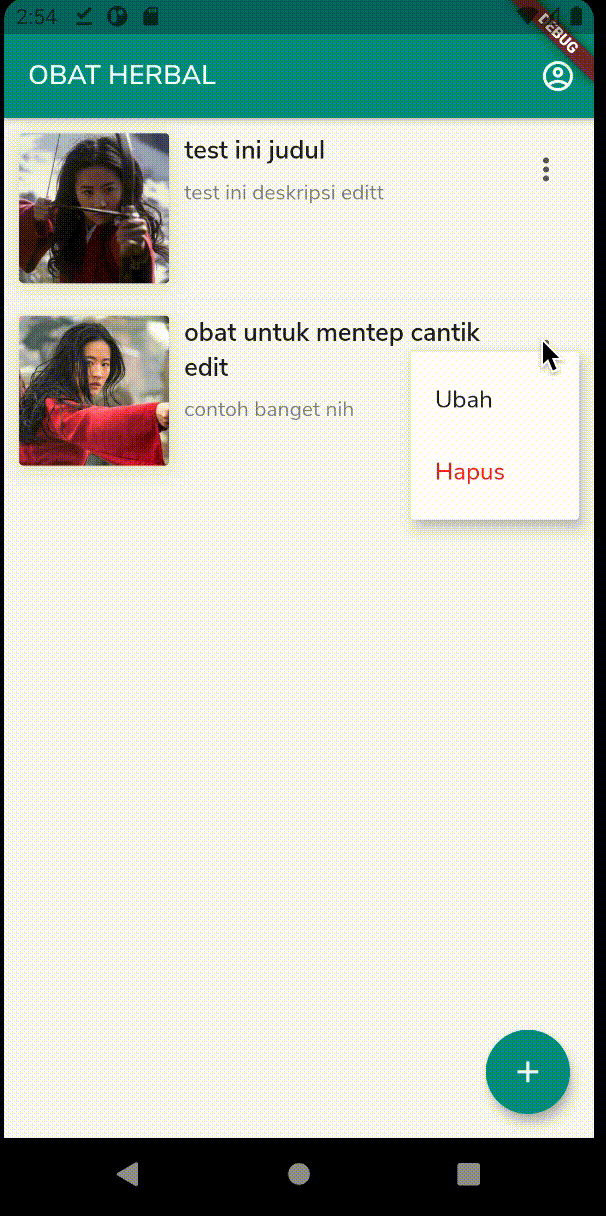 2:54
DEBUG
OBAT HERBAL
test ini judul
test ini deskripsi editt
obat untuk mentep cantik
edit
contoh banget nih
Ubah
Hapus